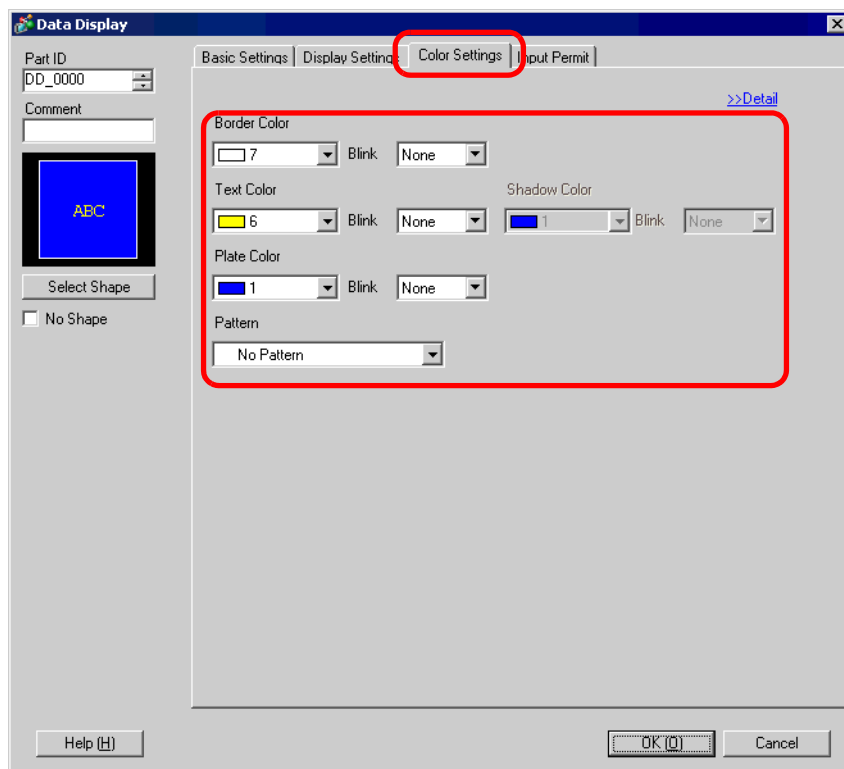 Data Display
Part ID
DD_0000
Comment
ABC
Select Shape
No Shape
Basic Settings Display Settings Color Settings Input Permit
>>Detail
Border Color
7 Blink None
Text Color Shadow Color
6 Blink None 1 Blink None
Plate Color
1 Blink None
Pattern
No Pattern
Help (H) OK (O) Cancel